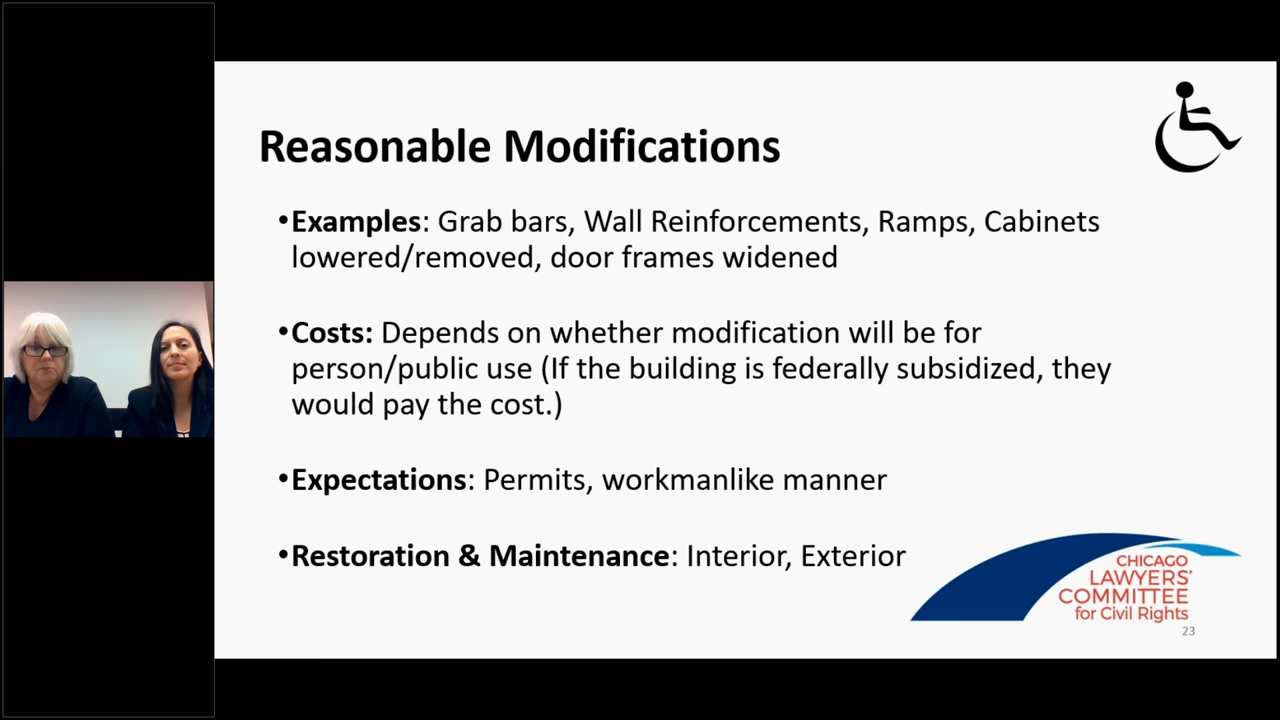 Reasonable Modifications
•Examples: Grab bars, Wall Reinforcements, Ramps, Cabinets
lowered/removed, door frames widened
•Costs: Depends on whether modification will be for
person/public use (If the building is federally subsidized, they
would pay the cost.)
•Expectations: Permits, workmanlike manner
•Restoration & Maintenance: Interior, Exterior
CHICAGO
LAWYERS'
COMMITTEE
for Civil Rights
23